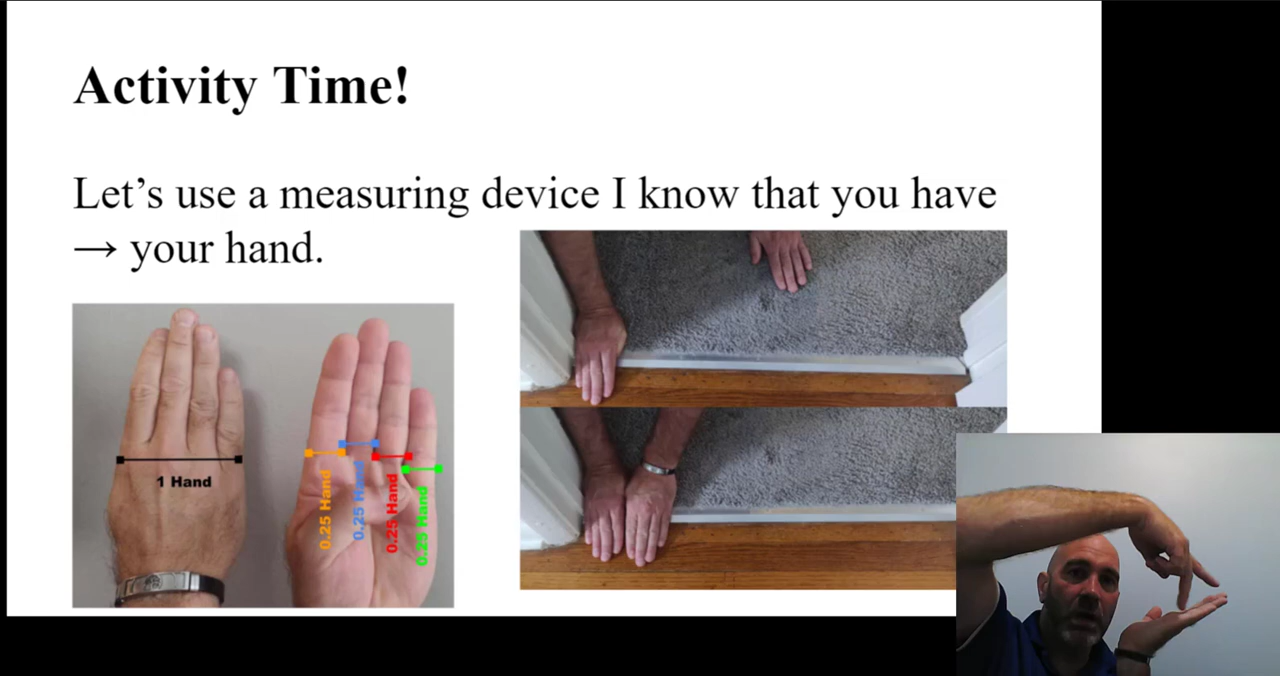 Activity Time!
Let’s use a measuring device I know that you have
→ your hand.
1 Hand
0.25 Hand
0.25 Hand
0.25 Hand
0.25 Hand